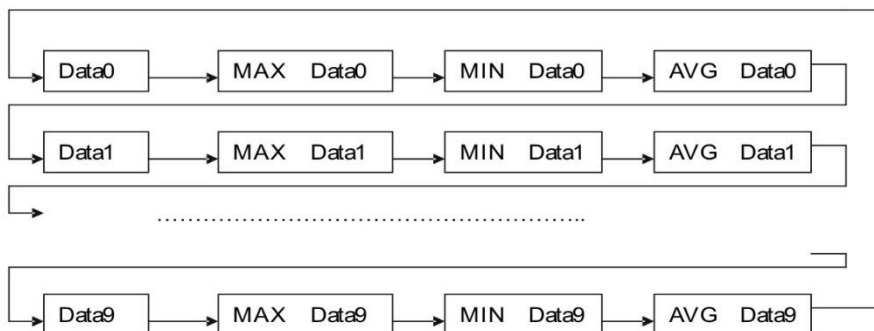 Data0 MAX Data0 MIN Data0 AVG Data0
Data1 MAX Data1 MIN Data1 AVG Data1
……………………………………………………..
Data9 MAX Data9 MIN Data9 AVG Data9